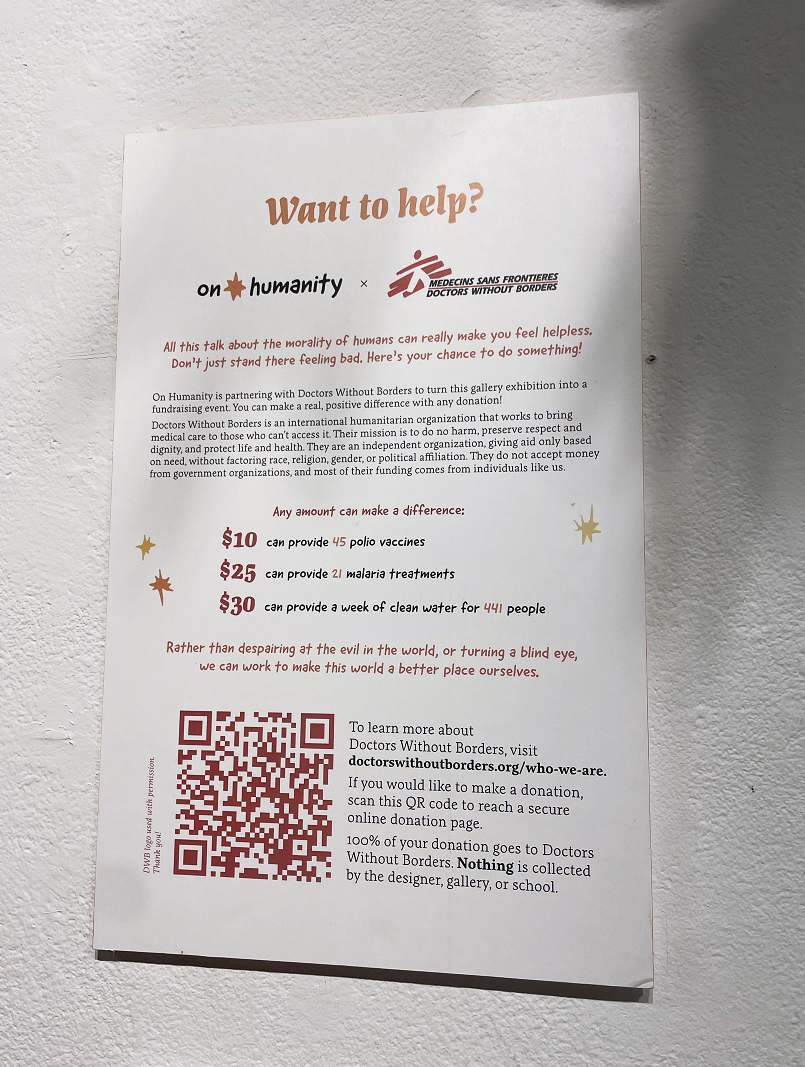 Want to help?
on humanity × MEDECINS SANS FRONTIERES
DOCTORS WITHOUT BORDERS
All this talk about the morality of humans can really make you feel helpless.
Don't just stand there feeling bad. Here's your chance to do something!
On Humanity is partnering with Doctors Without Borders to turn this gallery exhibition into a
fundraising event. You can make a real, positive difference with any donation!
Doctors Without Borders is an international humanitarian organization that works to bring
medical care to those who can't access it. Their mission is to do no harm, preserve respect and
dignity, and protect life and health. They are an independent organization, giving aid only based
on need, without factoring race, religion, gender, or political affiliation. They do not accept money
from government organizations, and most of their funding comes from individuals like us.
Any amount can make a difference:
$10 can provide 45 polio vaccines
$25 can provide 21 malaria treatments
$30 can provide a week of clean water for 441 people
Rather than despairing at the evil in the world, or turning a blind eye,
we can work to make this world a better place ourselves.
DWB logo used with permission.
Thank you!
To learn more about
Doctors Without Borders, visit
doctorswithoutborders.org/who-we-are.
If you would like to make a donation,
scan this QR code to reach a secure
online donation page.
100% of your donation goes to Doctors
Without Borders. Nothing is collected
by the designer, gallery, or school.